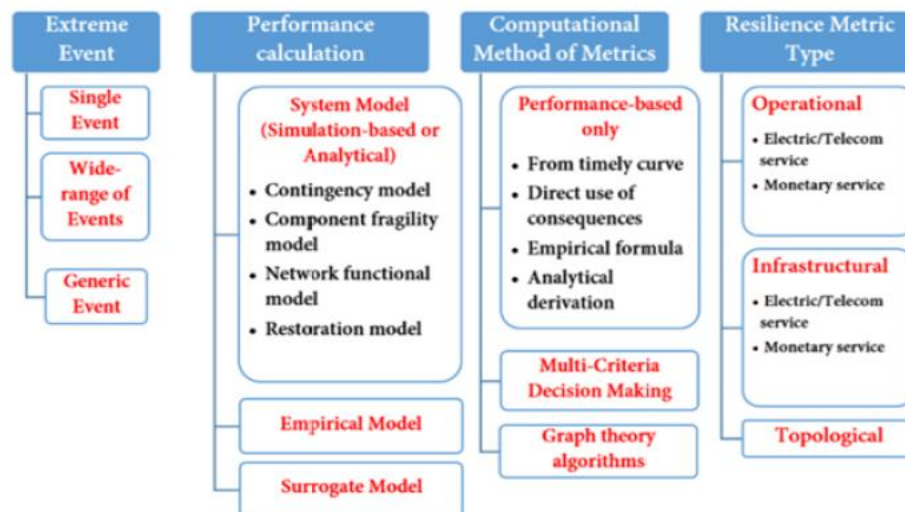 Extreme
Event
Single
Event
Wide-
range of
Events
Generic
Event
Performance
calculation
System Model
(Simulation-based or
Analytical)
• Contingency model
• Component fragility
model
• Network functional
model
• Restoration model
Empirical Model
Surrogate Model
Computational
Method of Metrics
Performance-based
only
• From timely curve
• Direct use of
consequences
• Empirical formula
• Analytical
derivation
Multi-Criteria
Decision Making
Graph theory
algorithms
Resilience Metric
Type
Operational
• Electric/Telecom
service
• Monetary service
Infrastructural
• Electric/Telecom
service
• Monetary service
Topological